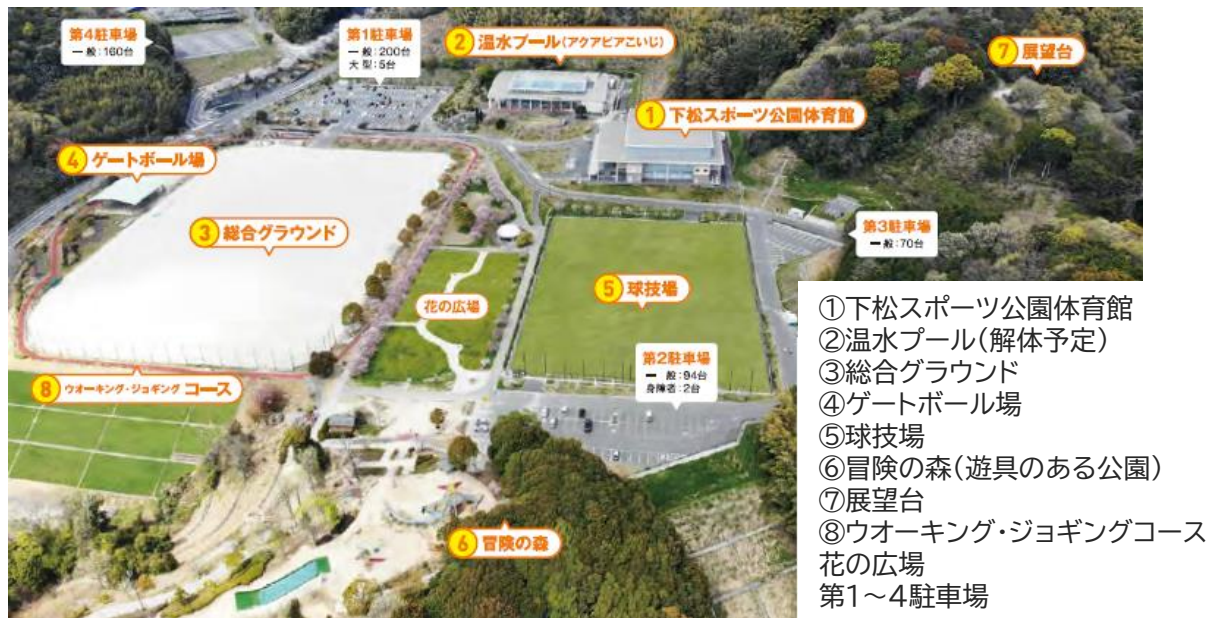 第4駐車場
一般:160台
第1駐車場
一般:200台
大型:5台
② 温水プール(アクアピアこいじ)
⑦ 展望台
① 下松スポーツ公園体育館
④ ゲートボール場
③ 総合グラウンド
第3駐車場
一般:70台
花の広場
⑤ 球技場
第2駐車場
一般:94台
身障者:2台
⑧ ウオーキング・ジョギング コース
⑥ 冒険の森
①下松スポーツ公園体育館
②温水プール(解体予定)
③総合グラウンド
④ゲートボール場
⑤球技場
⑥冒険の森(遊具のある公園)
⑦展望台
⑧ウオーキング・ジョギングコース
花の広場
第1~4駐車場